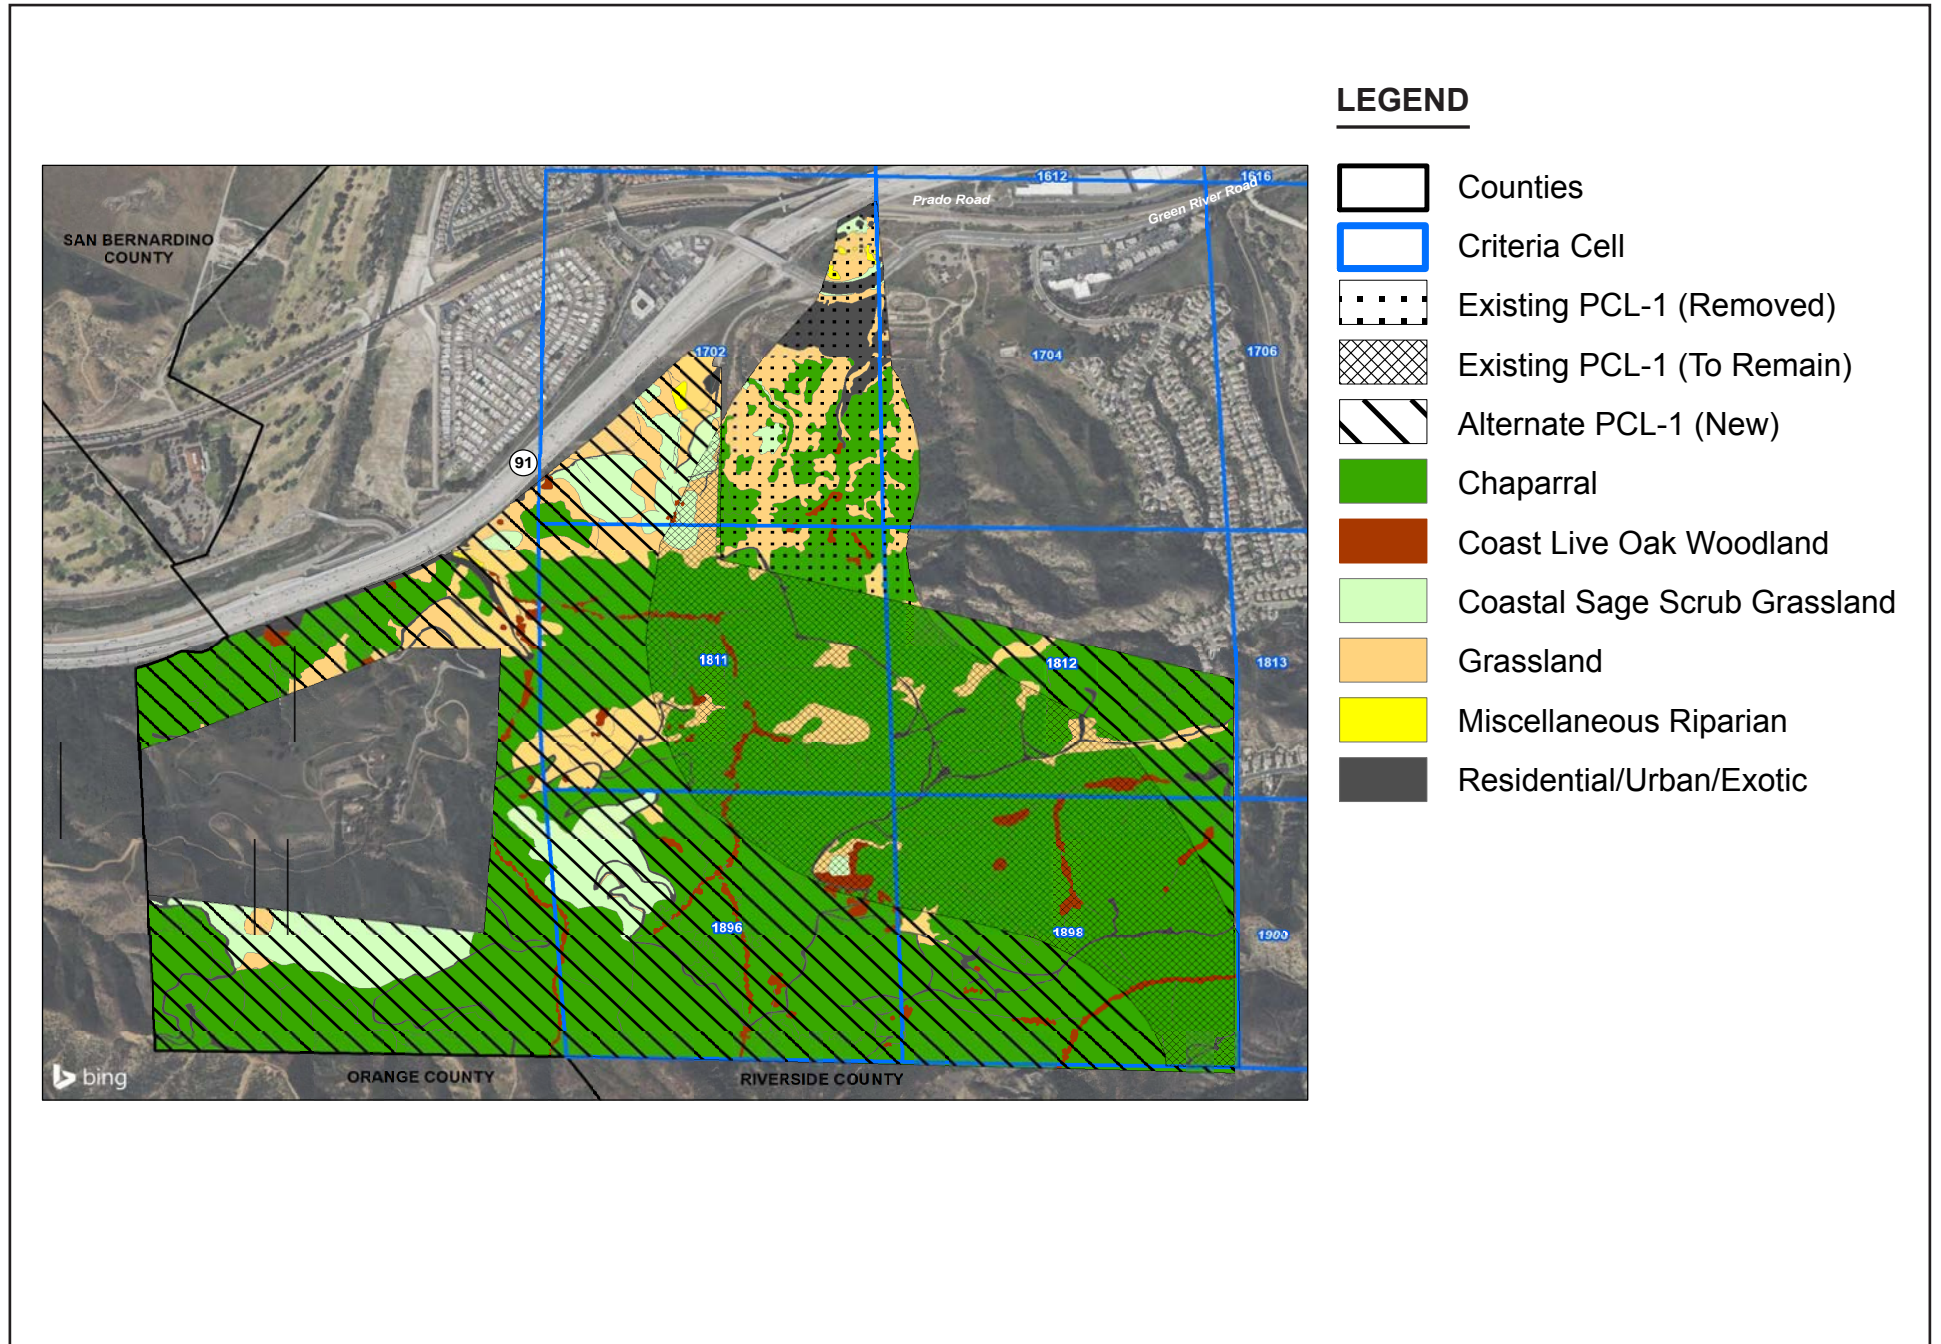 LEGEND
Counties
Criteria Cell
Existing PCL-1 (Removed)
Existing PCL-1 (To Remain)
Alternate PCL-1 (New)
Chaparral
Coast Live Oak Woodland
Coastal Sage Scrub Grassland
Grassland
Miscellaneous Riparian
Residential/Urban/Exotic
1612
1616
Prado Road
Green River Road
SAN BERNARDINO
COUNTY
1702
1704
1706
91
1811
1812
1813
1896
1898
1900
bing
ORANGE COUNTY
RIVERSIDE COUNTY